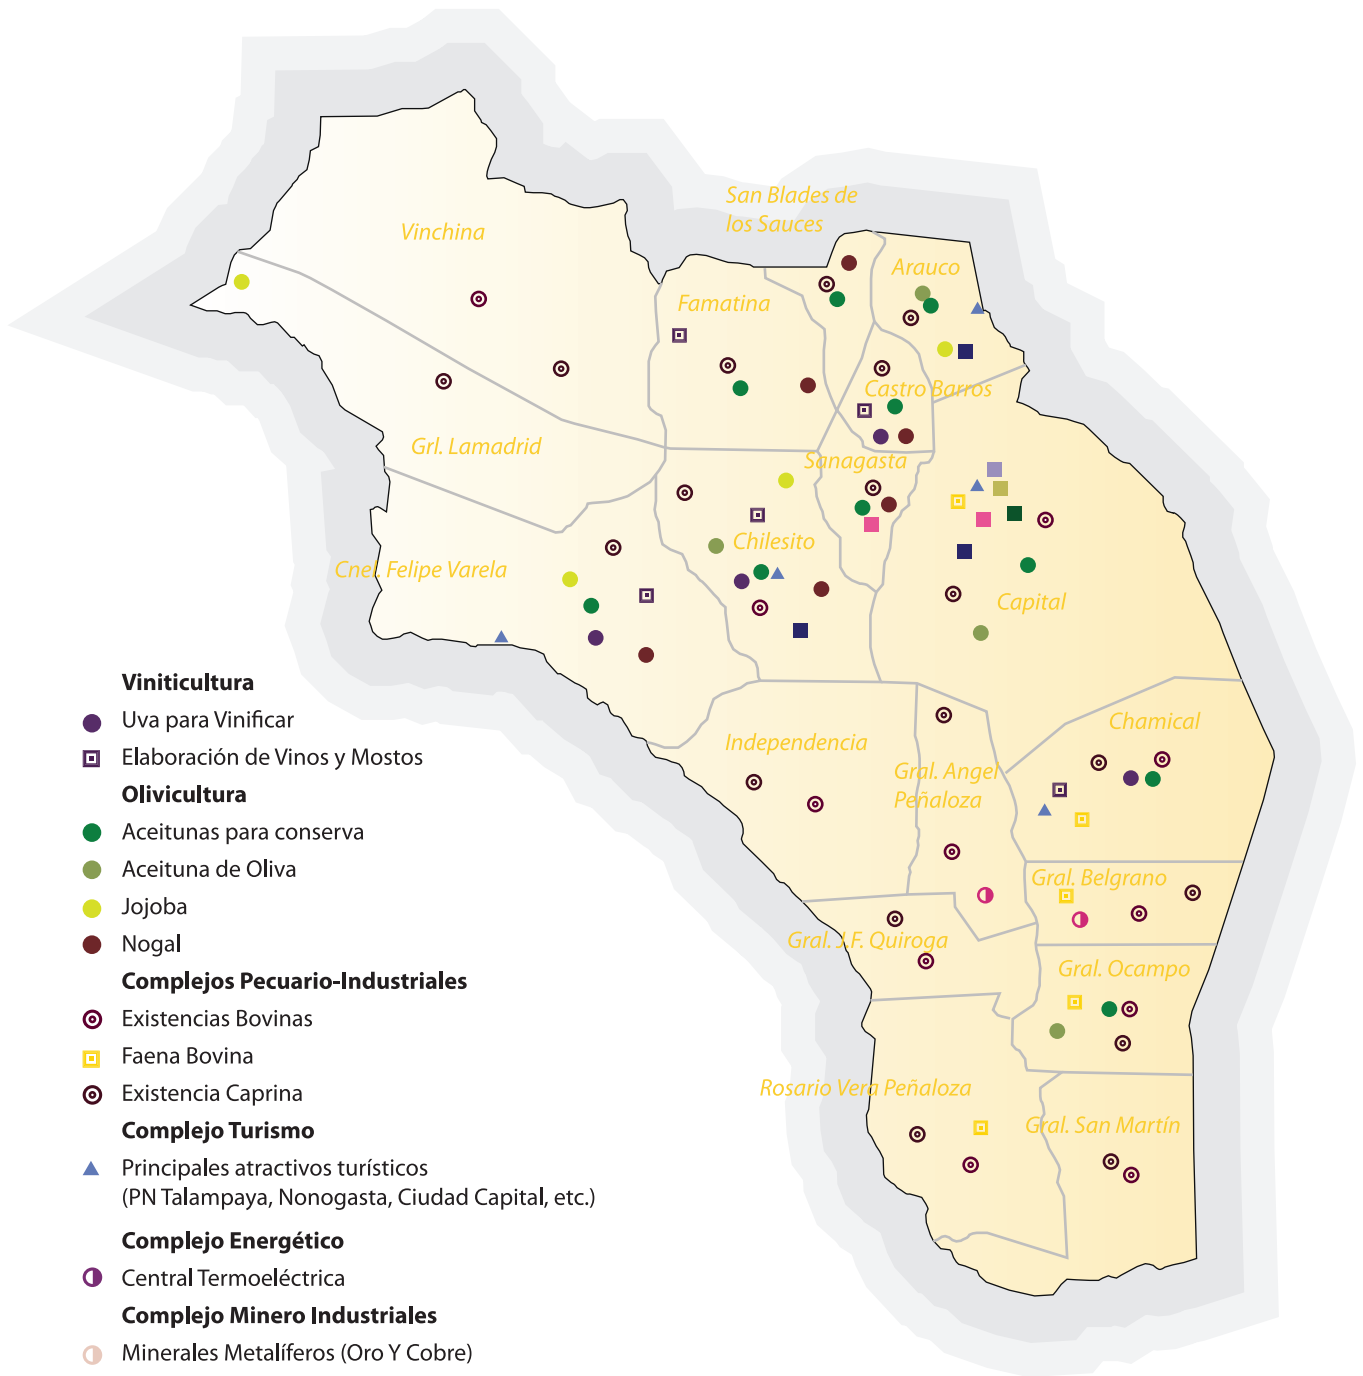 San Blades de
los Sauces
Vinchina
Arauco
Famatina
Castro Barros
Grl. Lamadrid
Sanagasta
Chilesito
Cnel. Felipe Varela
Capital
Chamical
Independencia
Gral. Angel
Peñaloza
Gral. Belgrano
Gral. J.F. Quiroga
Gral. Ocampo
Rosario Vera Peñaloza
Gral. San Martín
Viniticultura
Uva para Vinificar
Elaboración de Vinos y Mostos
Olivicultura
Aceitunas para conserva
Aceituna de Oliva
Jojoba
Nogal
Complejos Pecuario-Industriales
Existencias Bovinas
Faena Bovina
Existencia Caprina
Complejo Turismo
Principales atractivos turísticos
(PN Talampaya, Nonogasta, Ciudad Capital, etc.)
Complejo Energético
Central Termoeléctrica
Complejo Minero Industriales
Minerales Metalíferos (Oro Y Cobre)